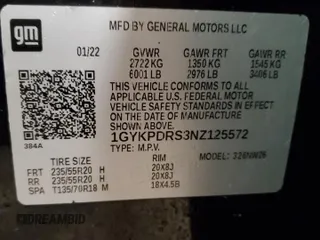 gm
MFD BY GENERAL MOTORS LLC
01/22 GVWR GAWR FRT GAWR RR
2722 KG 1350 KG 1545 KG
6001 LB 2976 LB 3406 LB
THIS VEHICLE CONFORMS TO ALL
APPLICABLE U.S. FEDERAL MOTOR
VEHICLE SAFETY
IN EFFECT ON THE DATE OF
MANUFACTURE SHOWN ABOVE.
384A
1GYKPDRS3NZ125572
TYPE: M.P.V. MODEL:
TIRE SIZE RIM
FRT 235/55R20 H 20X8J
RR 235/55R20 H 20X8J
SPA T135/70R18 M 18X4.5B
© DREAMBID